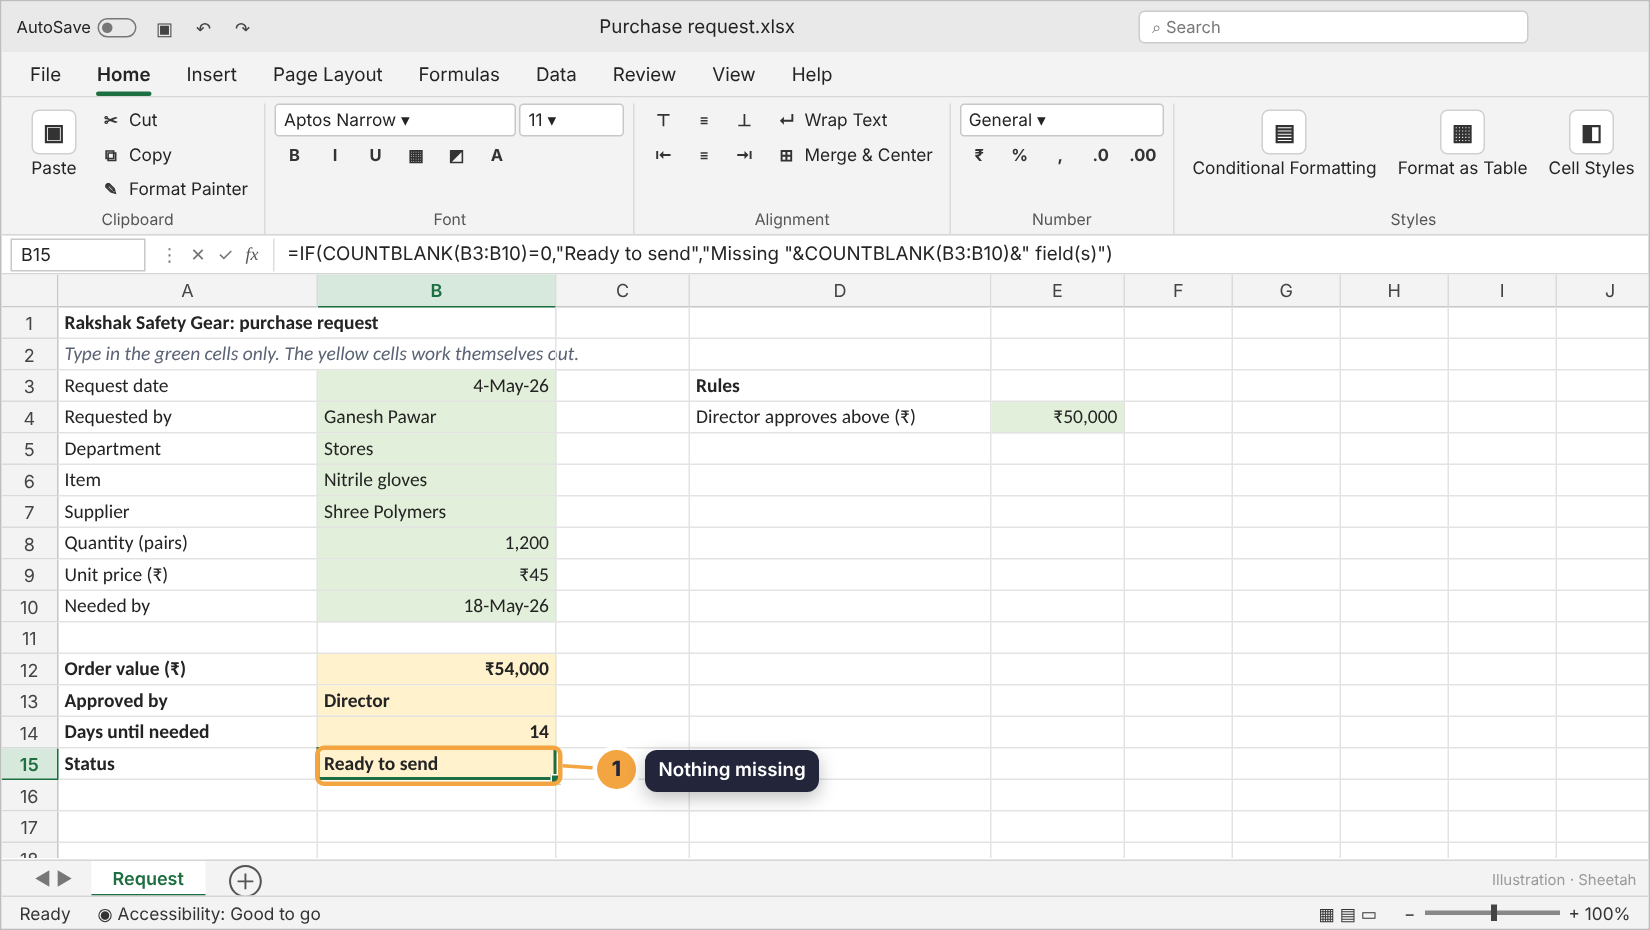 AutoSave
Purchase request.xlsx
Search
File Home Insert Page Layout Formulas Data Review View Help
Paste
Cut
Copy
Format Painter
Clipboard
Aptos Narrow
11
B I U A
Font
Wrap Text
Merge & Center
Alignment
General
₹ % , .0 .00
Number
Conditional Formatting
Format as Table
Cell Styles
Styles
B15
fx
=IF(COUNTBLANK(B3:B10)=0,"Ready to send","Missing "&COUNTBLANK(B3:B10)&" field(s)")
A B C D E F G H I J
1 Rakshak Safety Gear: purchase request
2 Type in the green cells only. The yellow cells work themselves out.
3 Request date 4-May-26 Rules
4 Requested by Ganesh Pawar Director approves above (₹) ₹50,000
5 Department Stores
6 Item Nitrile gloves
7 Supplier Shree Polymers
8 Quantity (pairs) 1,200
9 Unit price (₹) ₹45
10 Needed by 18-May-26
11
12 Order value (₹) ₹54,000
13 Approved by Director
14 Days until needed 14
15 Status Ready to send 1 Nothing missing
16
17
18
Request
Illustration · Sheetah
Ready Accessibility: Good to go
− + 100%